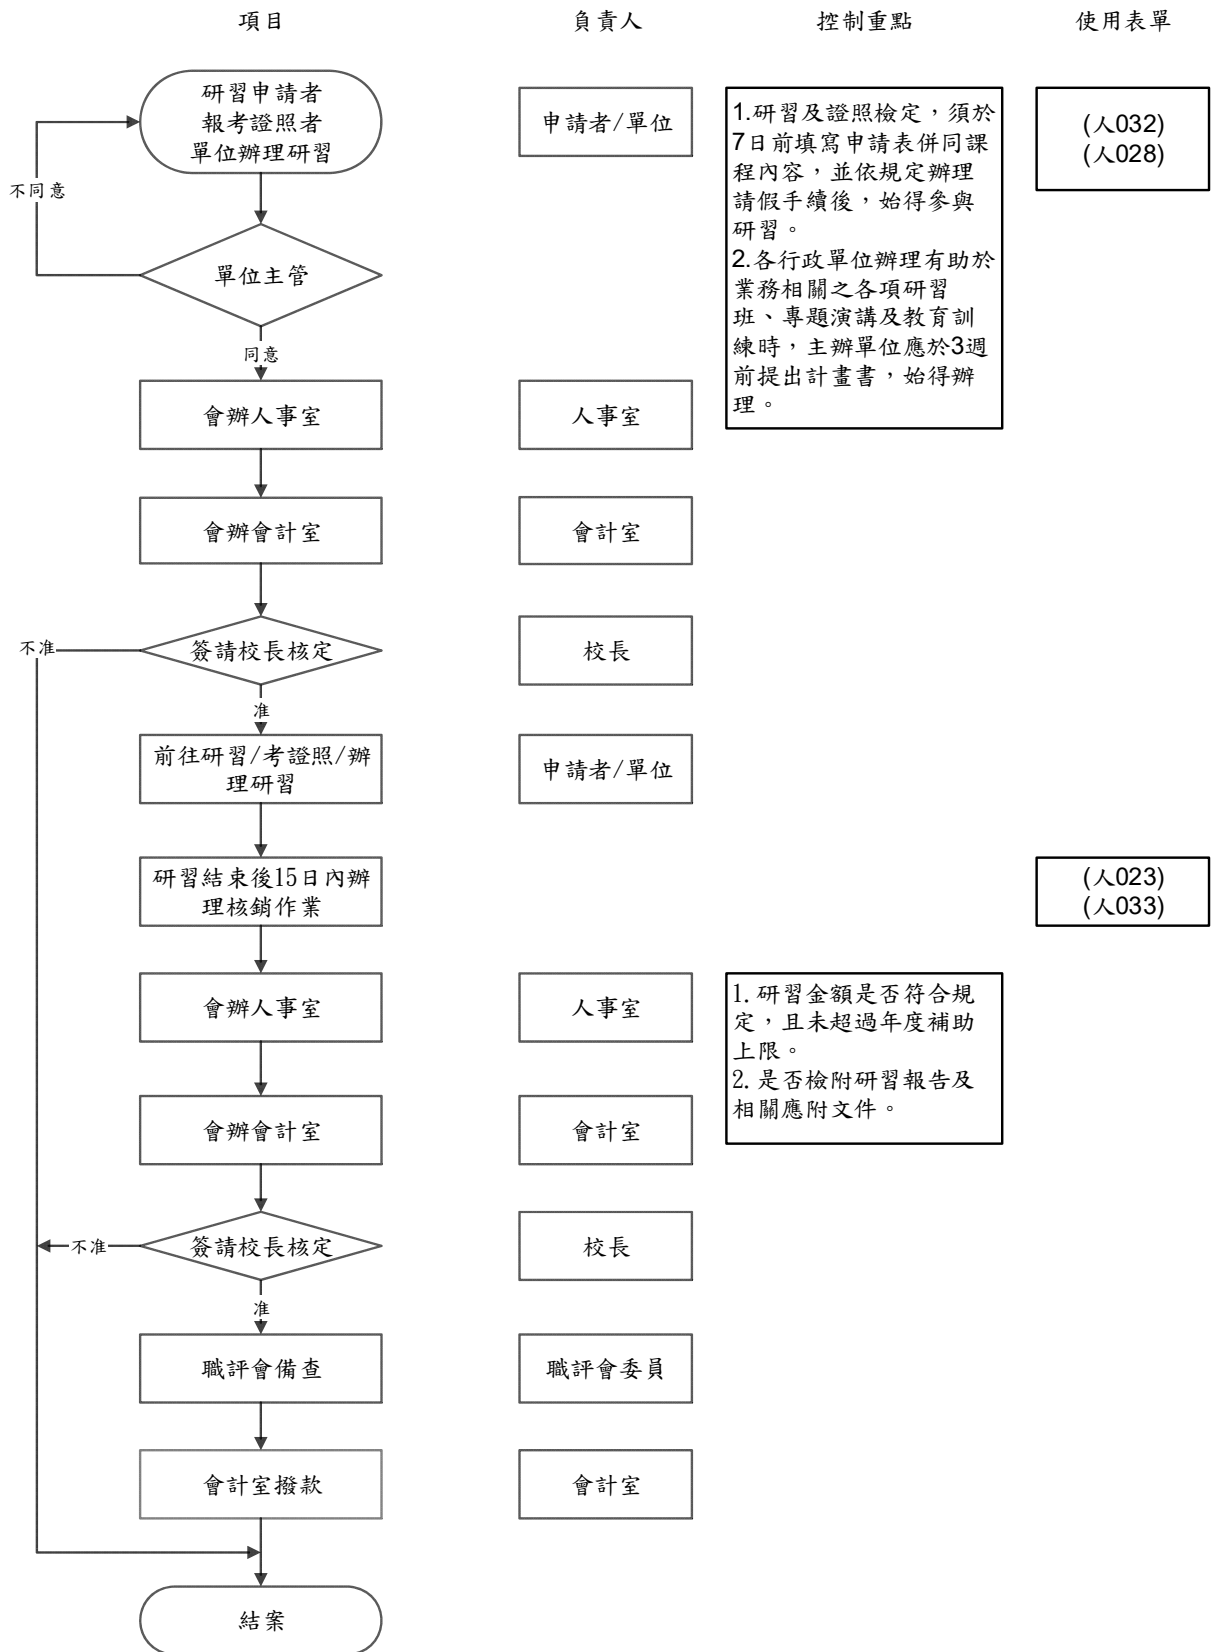 項目
負責人
控制重點
使用表單
研習申請者
報考證照者
單位辦理研習
申請者/單位
1.研習及證照檢定，須於
7日前填寫申請表併同課
程內容，並依規定辦理
請假手續後，始得參與
研習。
2.各行政單位辦理有助於
業務相關之各項研習
班、專題演講及教育訓
練時，主辦單位應於3週
前提出計畫書，始得辦
理。
(人032)
(人028)
不同意
單位主管
同意
會辦人事室
人事室
會辦會計室
會計室
不准
簽請校長核定
校長
准
前往研習/考證照/辦
理研習
申請者/單位
研習結束後15日內辦
理核銷作業
(人023)
(人033)
會辦人事室
人事室
1.研習金額是否符合規
定，且未超過年度補助
上限。
2.是否檢附研習報告及
相關應附文件。
會辦會計室
會計室
不准
簽請校長核定
校長
准
職評會備查
職評會委員
會計室撥款
會計室
結案